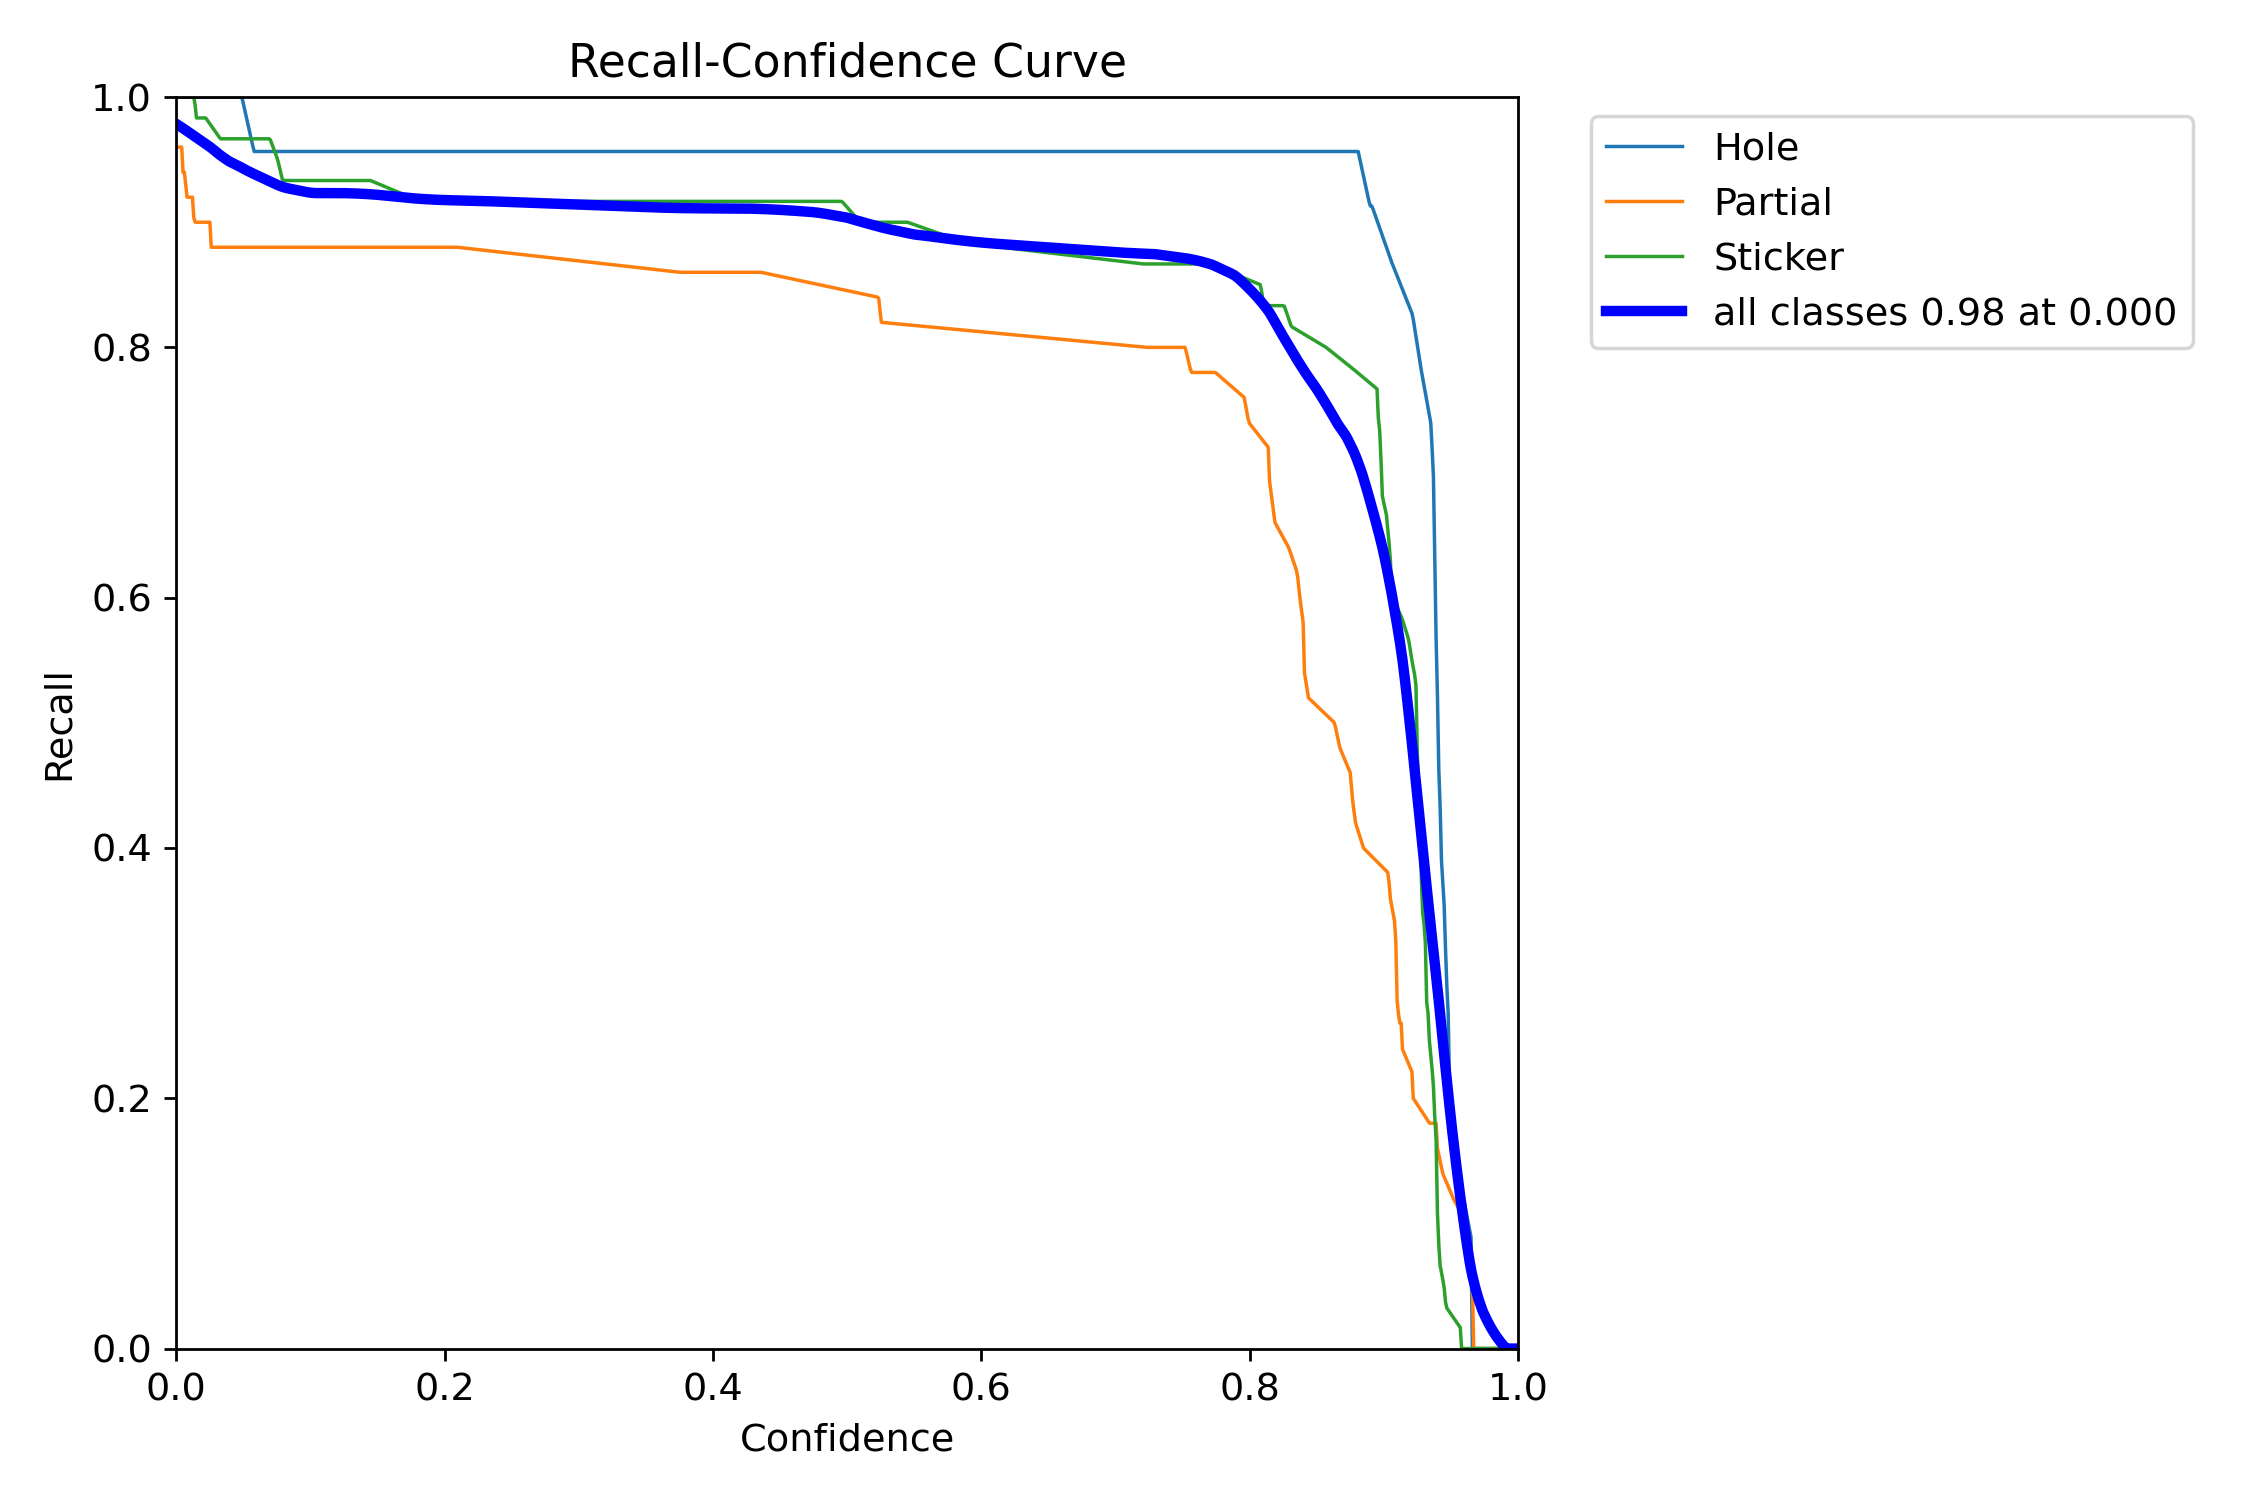 Recall-Confidence Curve
1.0
0.8
0.6
0.4
0.2
0.0
Recall
0.0 0.2 0.4 0.6 0.8 1.0
Confidence
Hole
Partial
Sticker
all classes 0.98 at 0.000